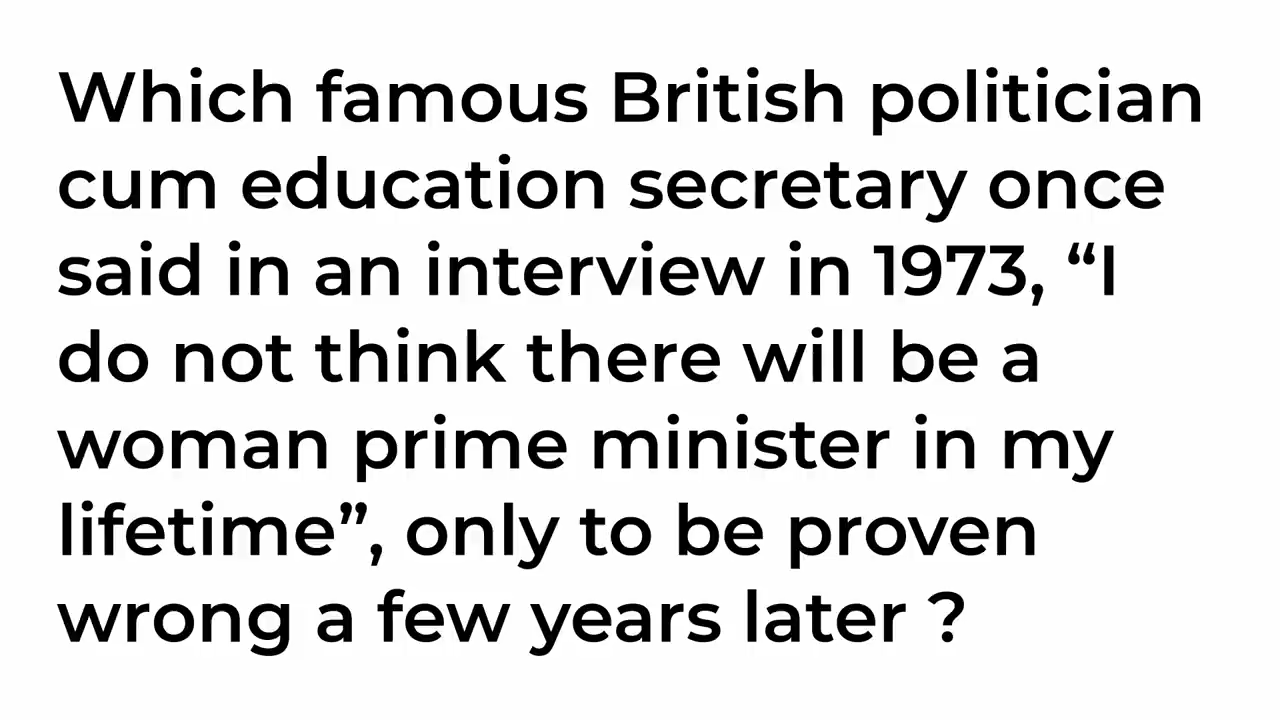 Which famous British politician
cum education secretary once
said in an interview in 1973, “I
do not think there will be a
woman prime minister in my
lifetime”, only to be proven
wrong a few years later ?